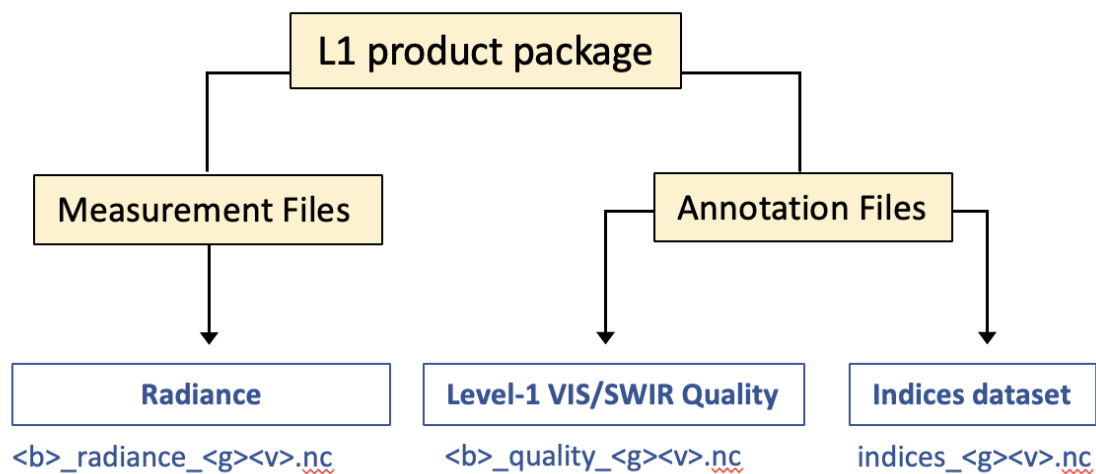 L1 product package
Measurement Files
Annotation Files
Radiance
Level-1 VIS/SWIR Quality
Indices dataset
<b>_radiance_<g><v>.nc
<b>_quality_<g><v>.nc
indices_<g><v>.nc